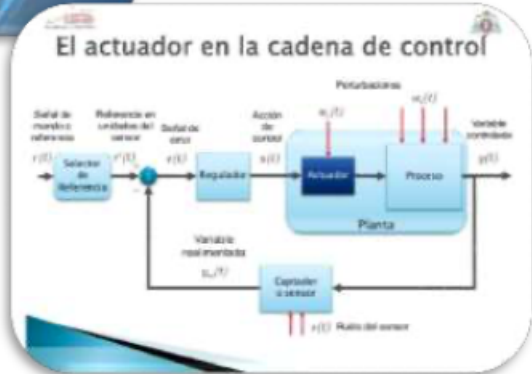 El actuador en la cadena de control
Perturbaciones
Señal de
mando o
referencia
Referencia en
unidades del
sensor
Señal de
error
Acción
de
control
Variable
controlada
r(t)
e(t)
u(t)
y(t)
Selector
de
Referencia
Regulador
Actuador
Proceso
Planta
Variable
realimentada
Captador
o sensor
Ruido del sensor